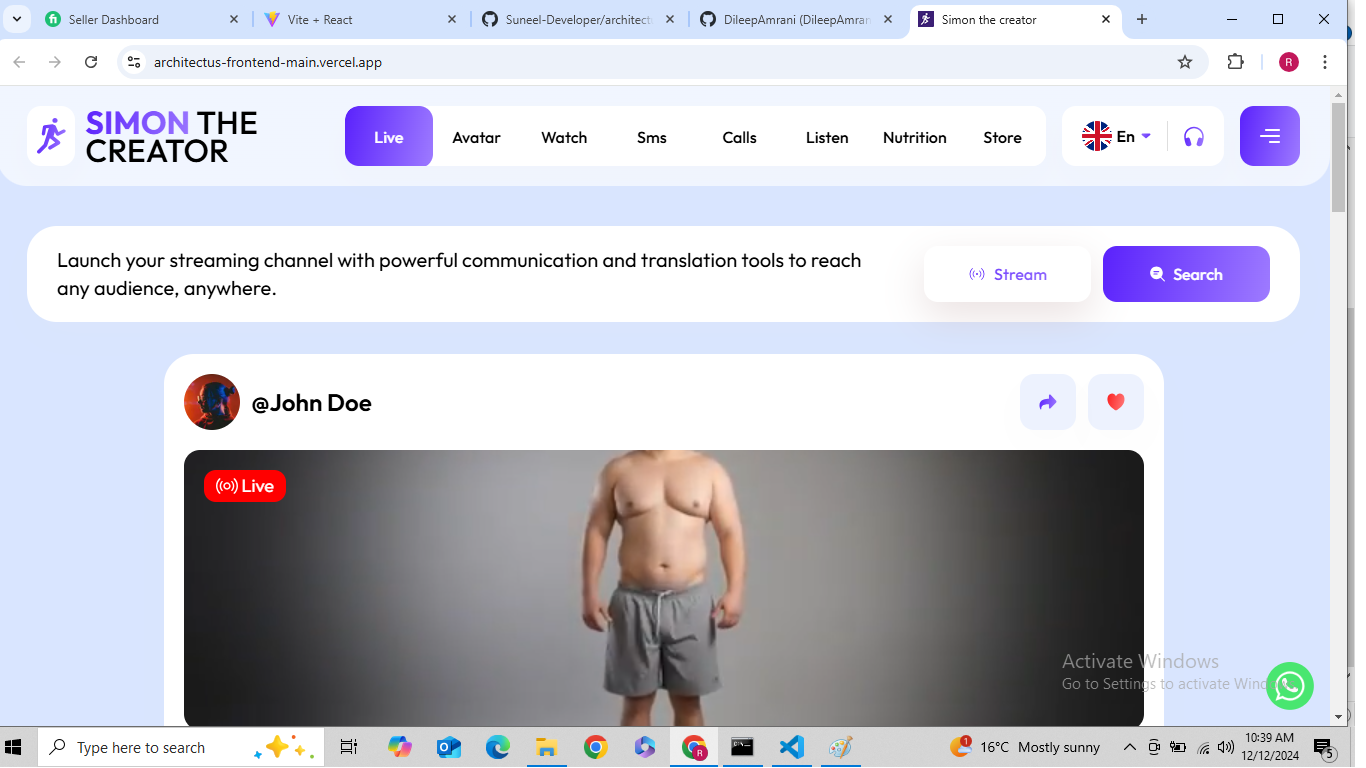 Seller Dashboard
Vite + React
Suneel-Developer/architect
DileepAmrani (DileepAmran
Simon the creator
architectus-frontend-main.vercel.app
R
SIMON THE
CREATOR
Live
Avatar
Watch
Sms
Calls
Listen
Nutrition
Store
En
Launch your streaming channel with powerful communication and translation tools to reach
any audience, anywhere.
Stream
Search
@John Doe
Live
Activate Windows
Go to Settings to activate Wind
Type here to search
R
1
16°C Mostly sunny
10:39 AM
12/12/2024
5